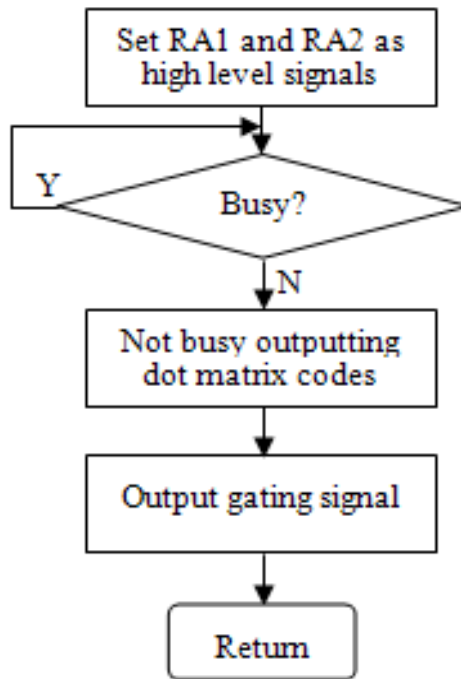 Set RA1 and RA2 as
high level signals
Y
Busy?
N
Not busy outputting
dot matrix codes
Output gating signal
Return